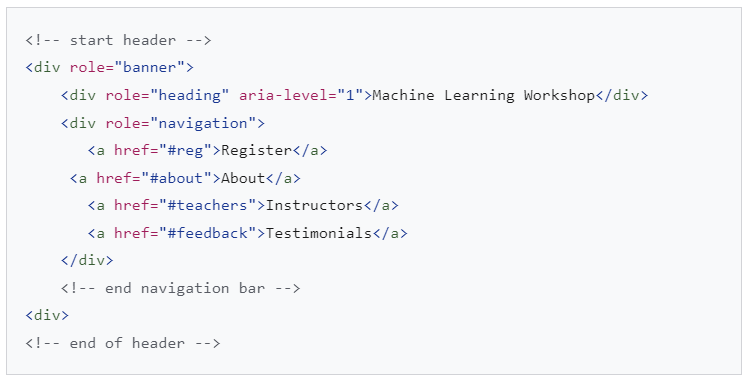 <!-- start header -->
<div role="banner">
    <div role="heading" aria-level="1">Machine Learning Workshop</div>
    <div role="navigation">
       <a href="#reg">Register</a>
     <a href="#about">About</a>
       <a href="#teachers">Instructors</a>
       <a href="#feedback">Testimonials</a>
    </div>
    <!-- end navigation bar -->
<div>
<!-- end of header -->